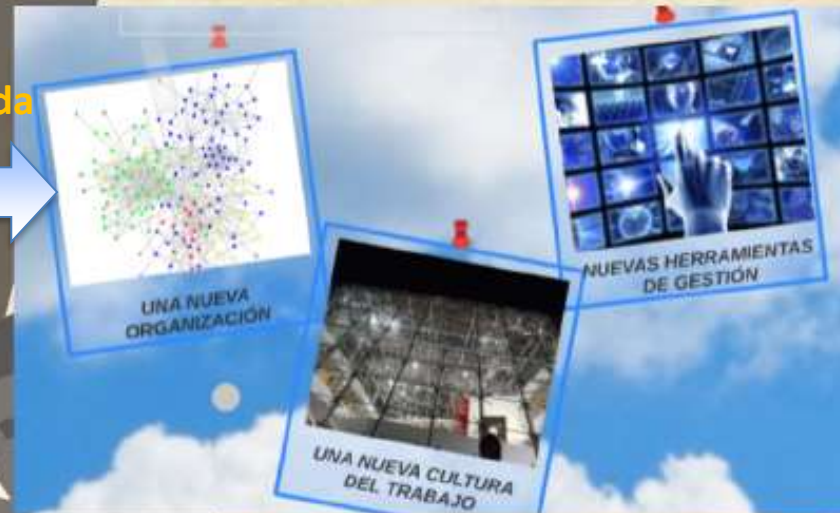 da
UNA NUEVA
ORGANIZACIÓN
NUEVAS HERRAMIENTAS
DE GESTIÓN
UNA NUEVA CULTURA
DEL TRABAJO